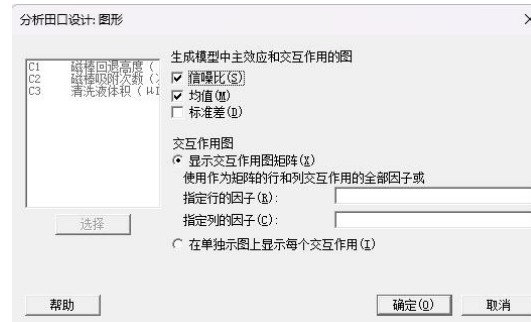 分析田口设计: 图形
C1 磁棒回退高度 (
C2 磁棒吸附次数 (
C3 清洗液体积 ( μl
选择
生成模型中主效应和交互作用的图
信噪比(S)
均值(M)
标准差(D)
交互作用图
显示交互作用图矩阵(X)
使用作为矩阵的行和列交互作用的全部因子或
指定行的因子(R):
指定列的因子(C):
在单独示图上显示每个交互作用(I)
帮助
确定(O)
取消